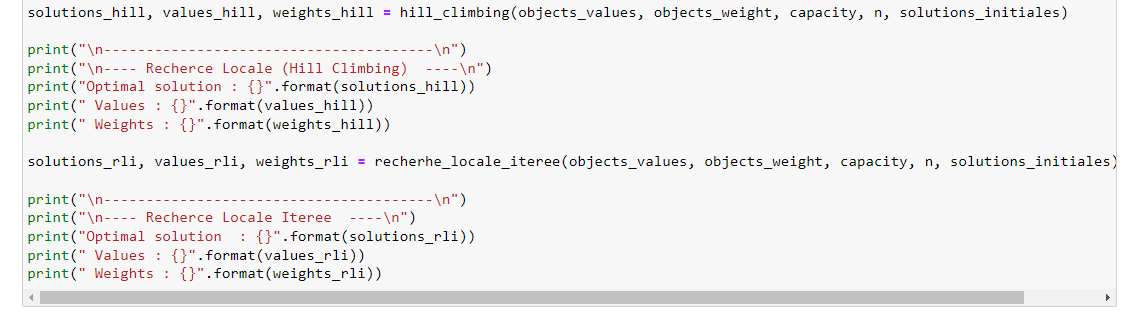 solutions_hill, values_hill, weights_hill = hill_climbing(objects_values, objects_weight, capacity, n, solutions_initiales)
print("\n---------------------------------------\n")
print("\n---- Recherce Locale (Hill Climbing)  ----\n")
print("Optimal solution : {}".format(solutions_hill))
print(" Values : {}".format(values_hill))
print(" Weights : {}".format(weights_hill))
solutions_rli, values_rli, weights_rli = recherhe_locale_iteree(objects_values, objects_weight, capacity, n, solutions_initiales)
print("\n---------------------------------------\n")
print("\n---- Recherce Locale Iteree  ----\n")
print("Optimal solution  : {}".format(solutions_rli))
print(" Values : {}".format(values_rli))
print(" Weights : {}".format(weights_rli))